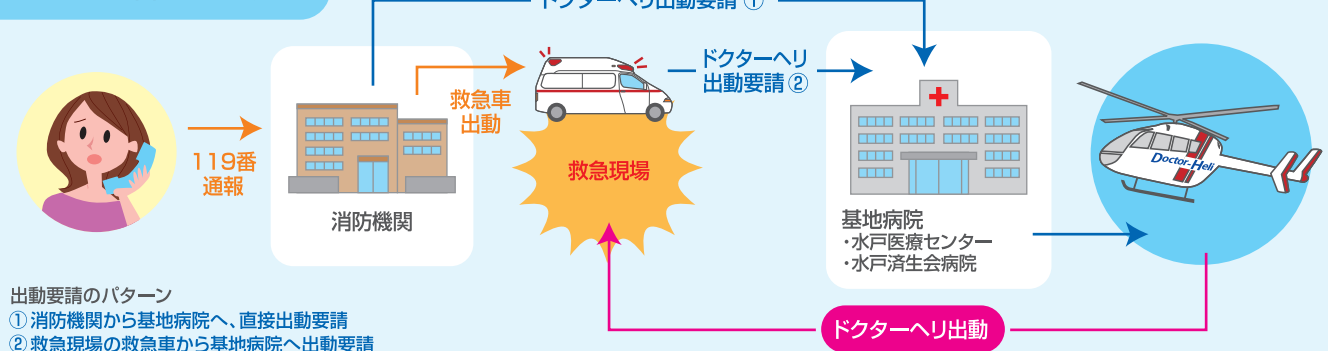 ドクターヘリ出動要請①
119番
通報
消防機関
救急車
出動
救急現場
ドクターヘリ
出動要請②
基地病院
・水戸医療センター
・水戸済生会病院
Doctor-Heli
ドクターヘリ出動
出動要請のパターン
①消防機関から基地病院へ、直接出動要請
②救急現場の救急車から基地病院へ出動要請